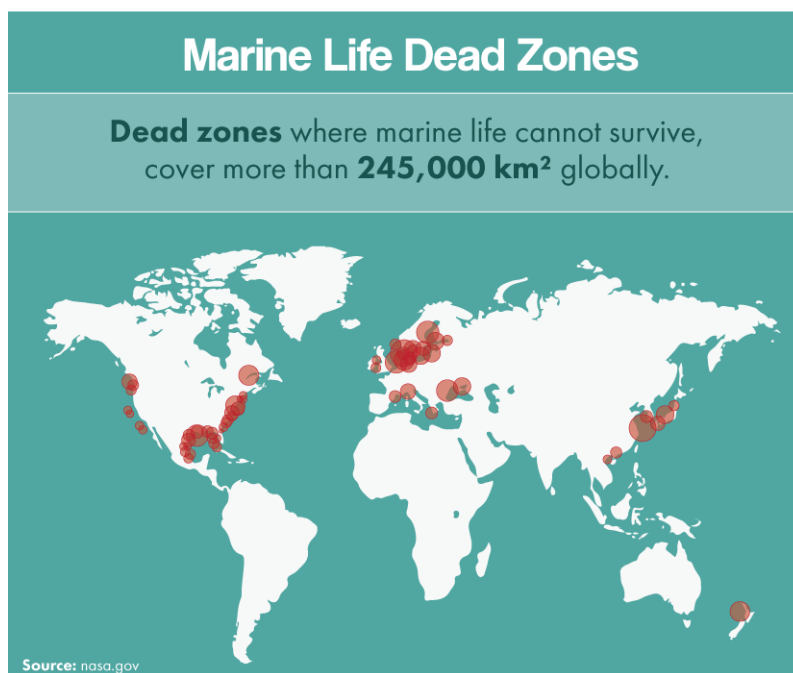 Marine Life Dead Zones
Dead zones where marine life cannot survive,
cover more than 245,000 km² globally.
Source: nasa.gov